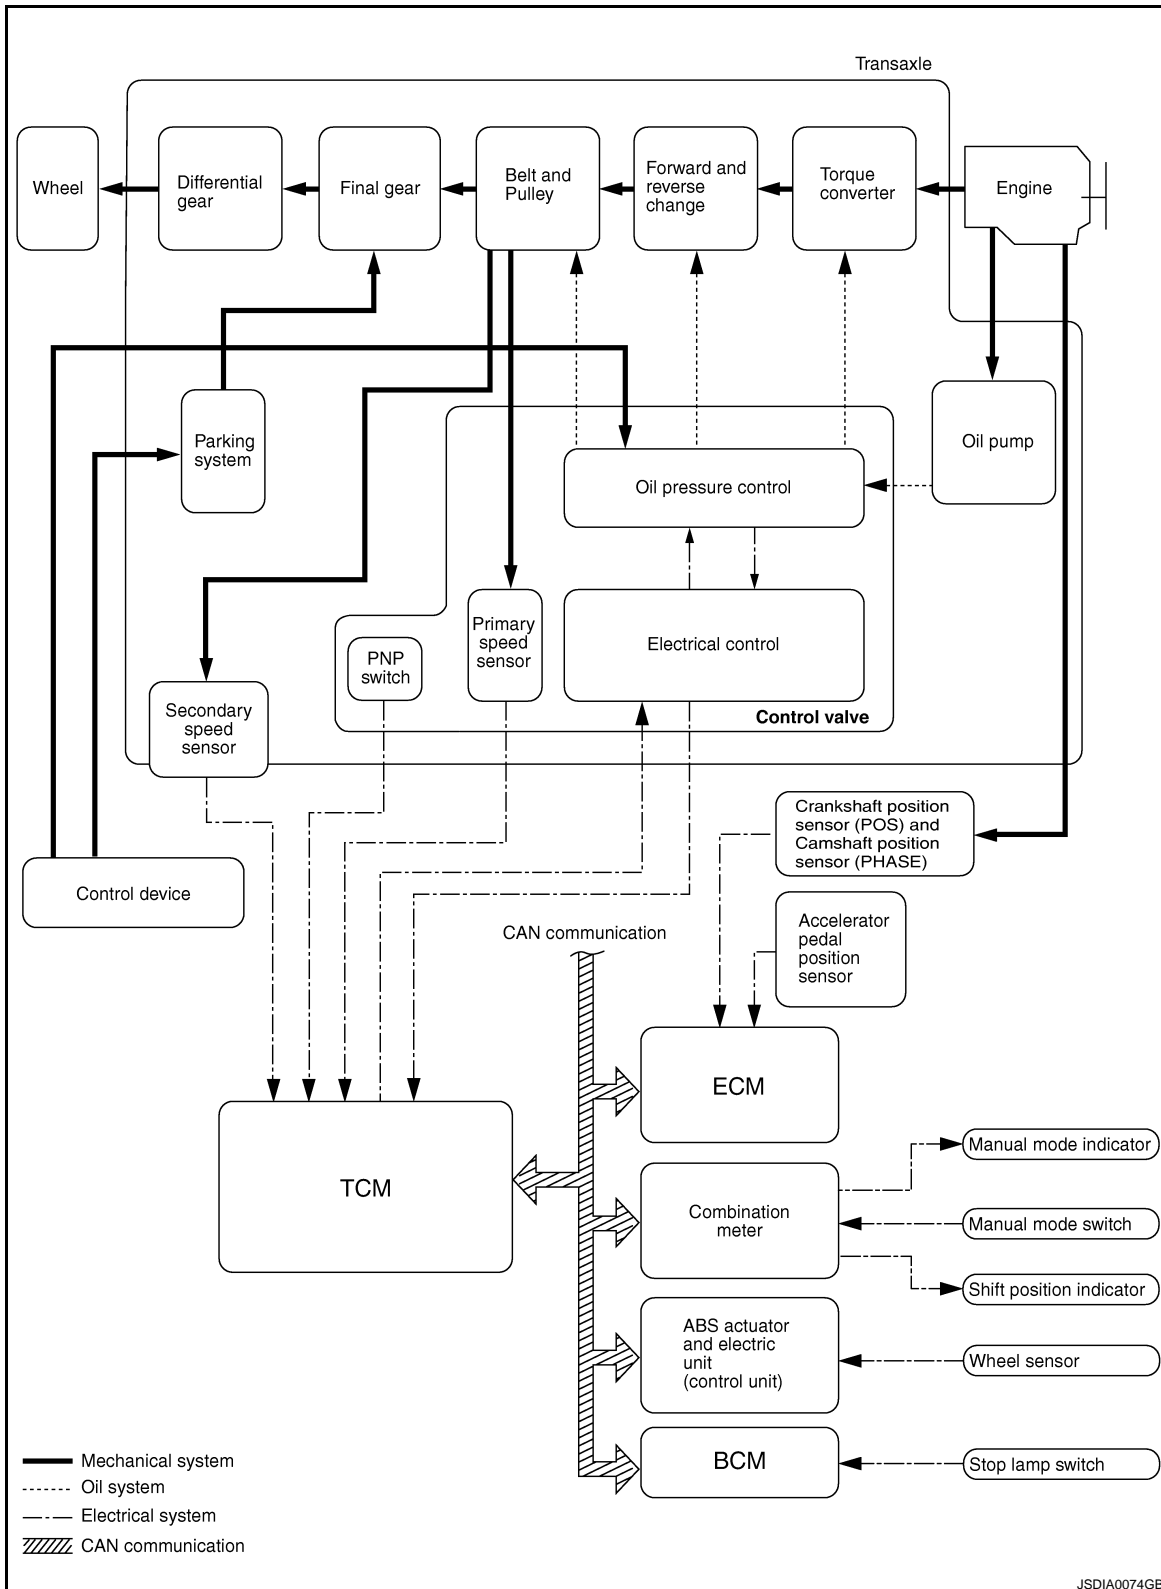 Transaxle
Wheel
Differential
gear
Final gear
Belt and
Pulley
Forward and
reverse
change
Torque
converter
Engine
Parking
system
Oil pump
Oil pressure control
Primary
speed
sensor
Electrical control
PNP
switch
Control valve
Secondary
speed
sensor
Crankshaft position
sensor (POS) and
Camshaft position
sensor (PHASE)
Control device
Accelerator
pedal
position
sensor
CAN communication
ECM
TCM
Combination
meter
Manual mode indicator
Manual mode switch
Shift position indicator
ABS actuator
and electric
unit
(control unit)
Wheel sensor
BCM
Stop lamp switch
Mechanical system
Oil system
Electrical system
CAN communication